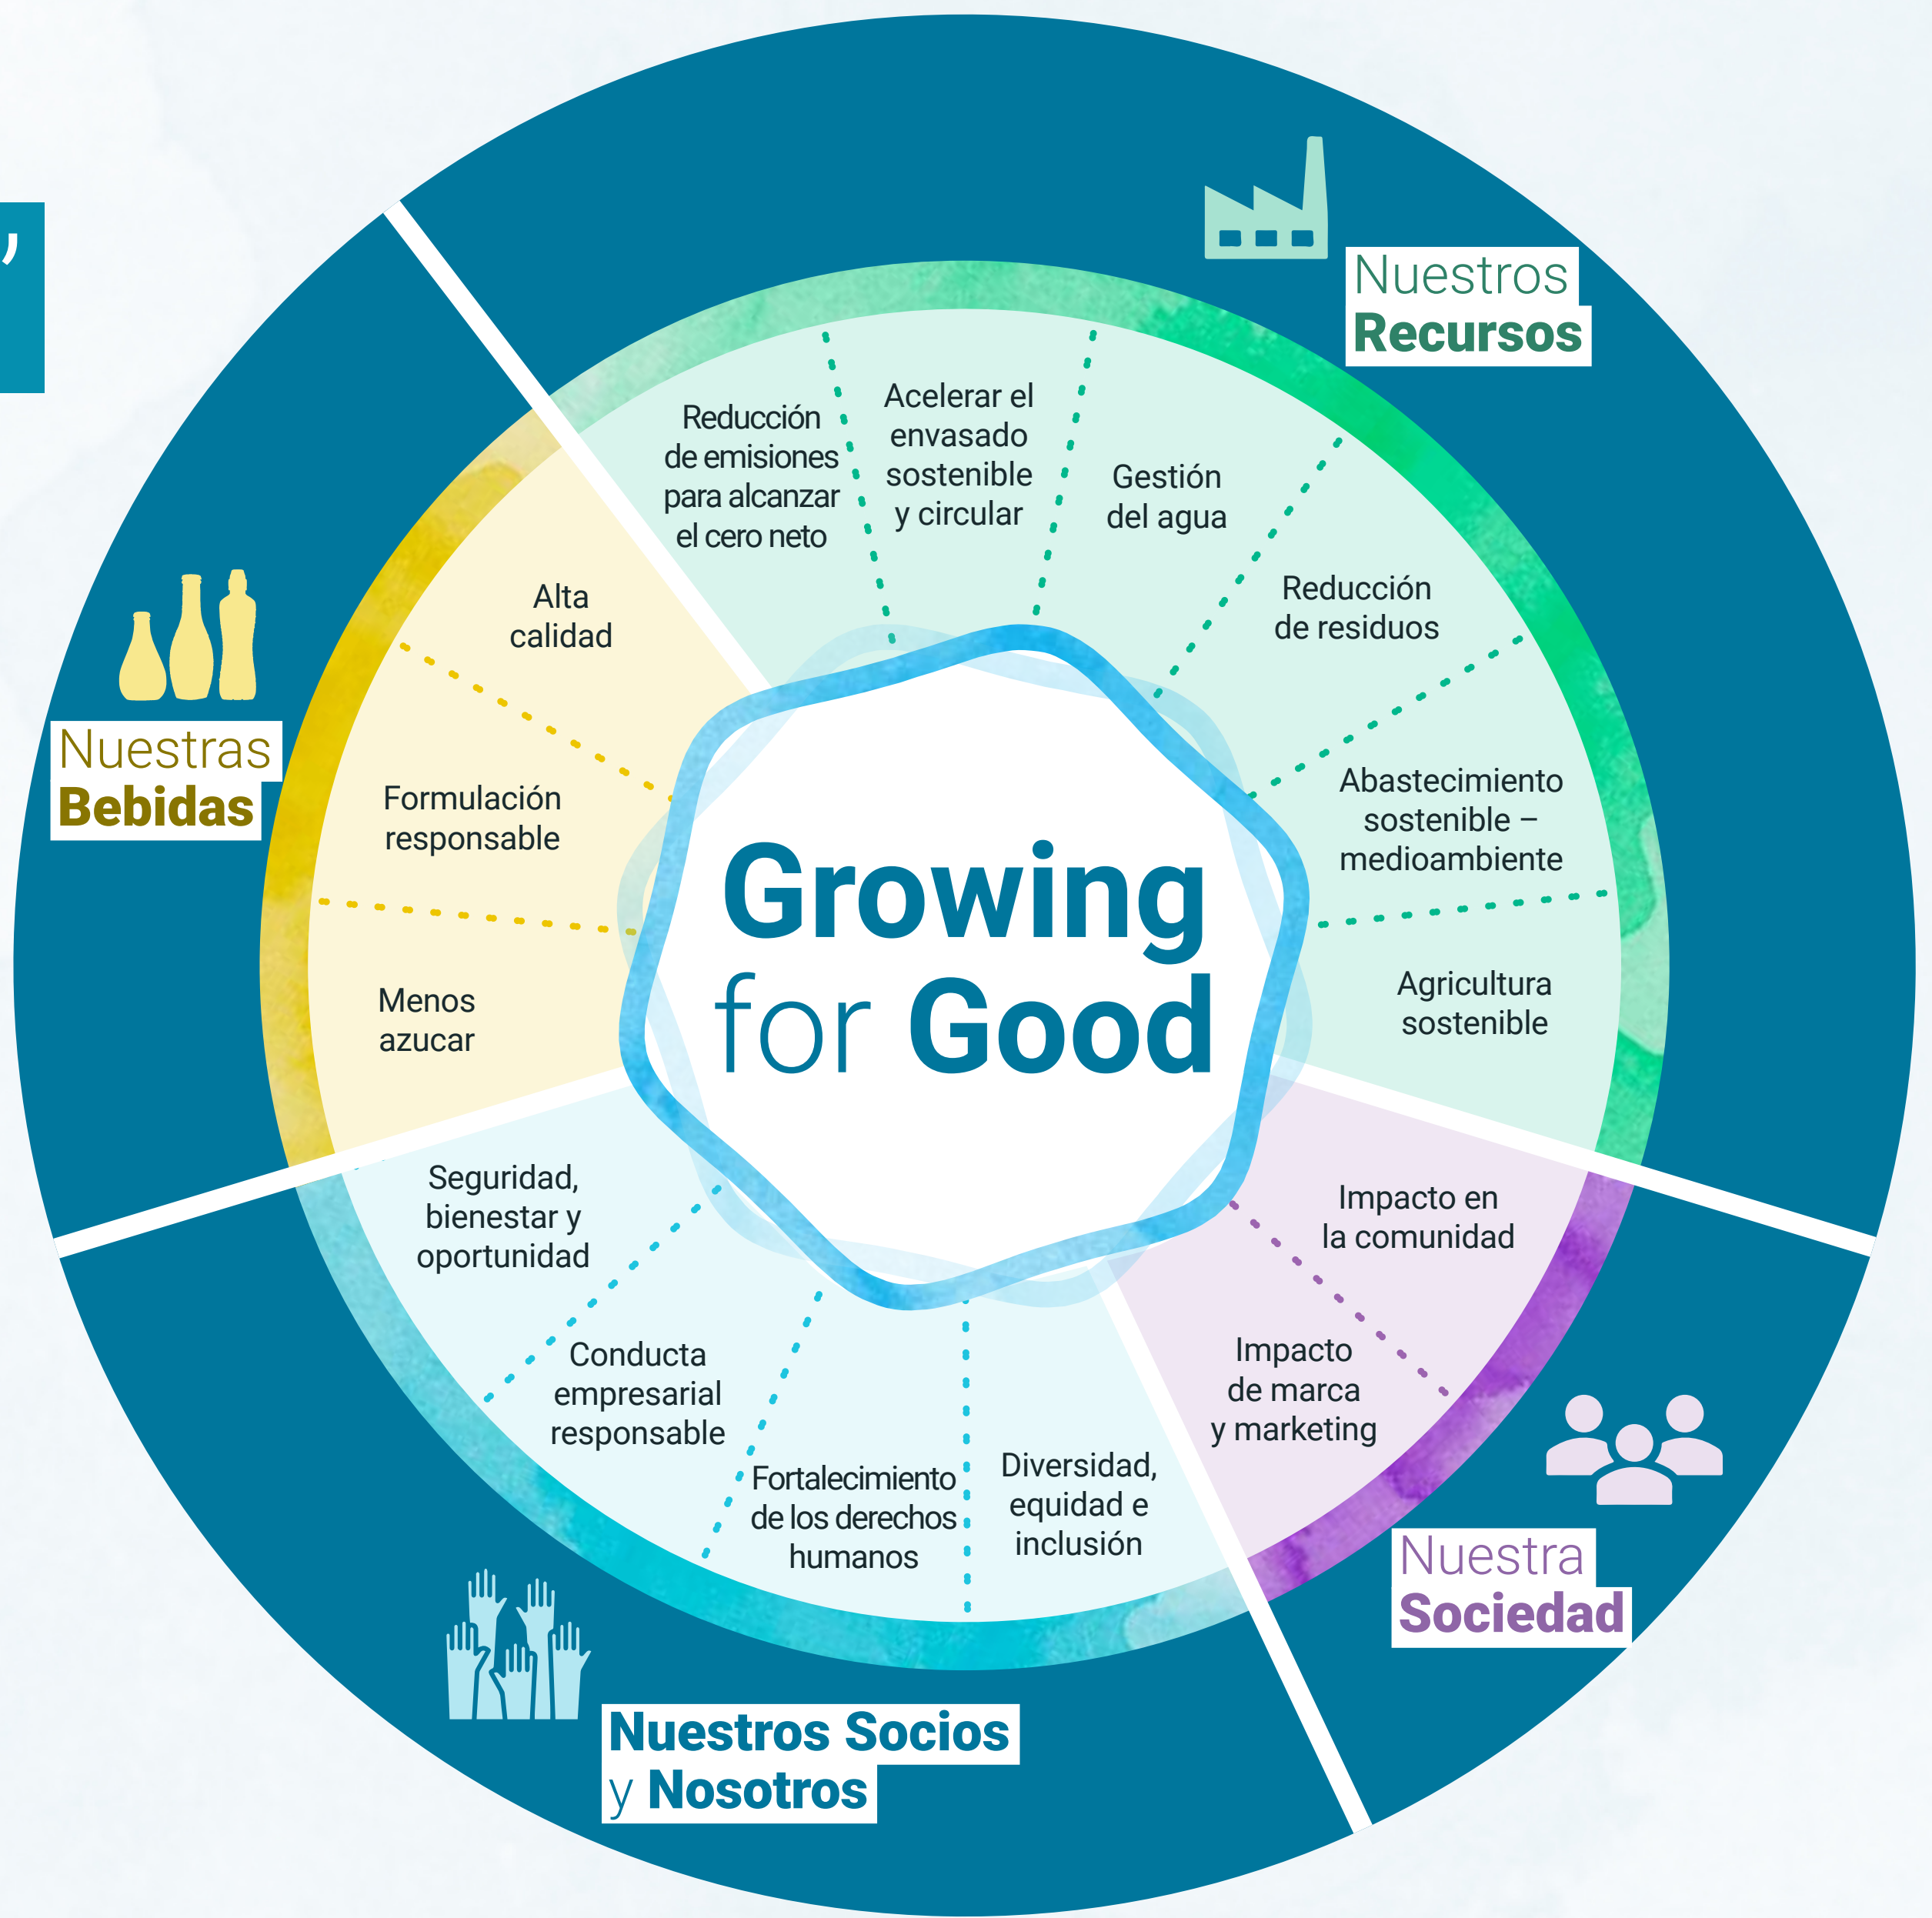 ’
Nuestros
Recursos
Reducción
de emisiones
para alcanzar
el cero neto
Acelerar el
envasado
sostenible
y circular
Gestión
del agua
Reducción
de residuos
Abastecimiento
sostenible –
medioambiente
Agricultura
sostenible
Nuestras
Bebidas
Alta
calidad
Formulación
responsable
Menos
azucar
Growing
for Good
Impacto en
la comunidad
Impacto
de marca
y marketing
Nuestra
Sociedad
Seguridad,
bienestar y
oportunidad
Conducta
empresarial
responsable
Fortalecimiento
de los derechos
humanos
Diversidad,
equidad e
inclusión
Nuestros Socios
y Nosotros